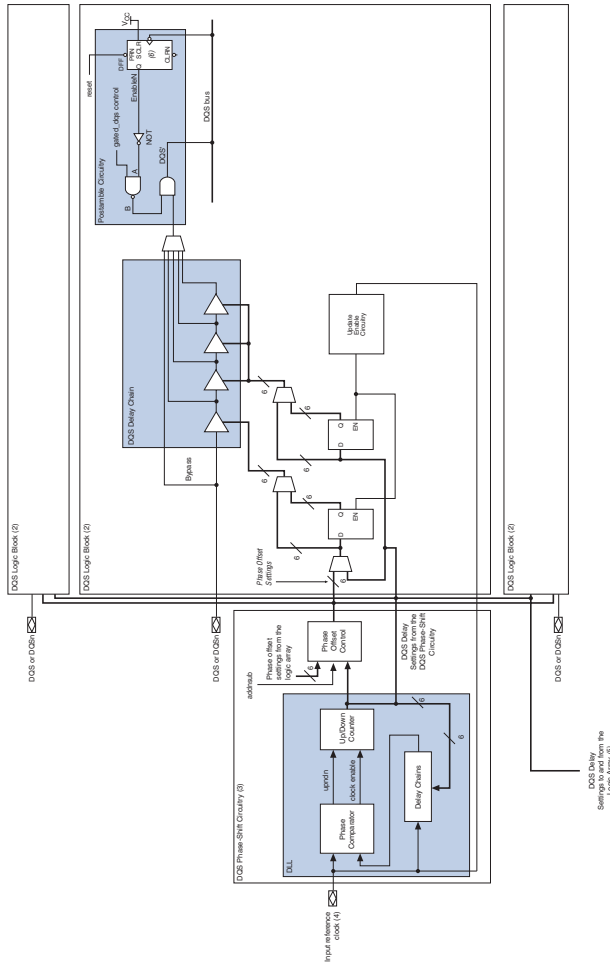 DQS Logic Block (2)
DQS or DQSn
DQS Logic Block (2)
DQS or DQSn
Postamble Circuitry
gated_dqs control
reset
EnableN
DFF
PRN
Q
SCLR
VCC
(6)
CLRN
A
B
NOT
DQS'
DQS bus
DQS Delay Chain
Bypass
6
6
6
6
6
6
Phase Offset
Settings
6
D
Q
EN
D
Q
EN
Update
Enable
Circuitry
DQS Logic Block (2)
DQS or DQSn
DQS Phase-Shift Circuitry (3)
Input reference
clock (4)
DLL
Phase
Comparator
upndn
clock enable
Up/Down
Counter
Delay Chains
6
6
addnsub
Phase offset
settings from the
logic array
6
Phase
Offset
Control
DQS Delay
Settings from the
DQS Phase-Shift
Circuitry
DQS Delay
Settings to and from the